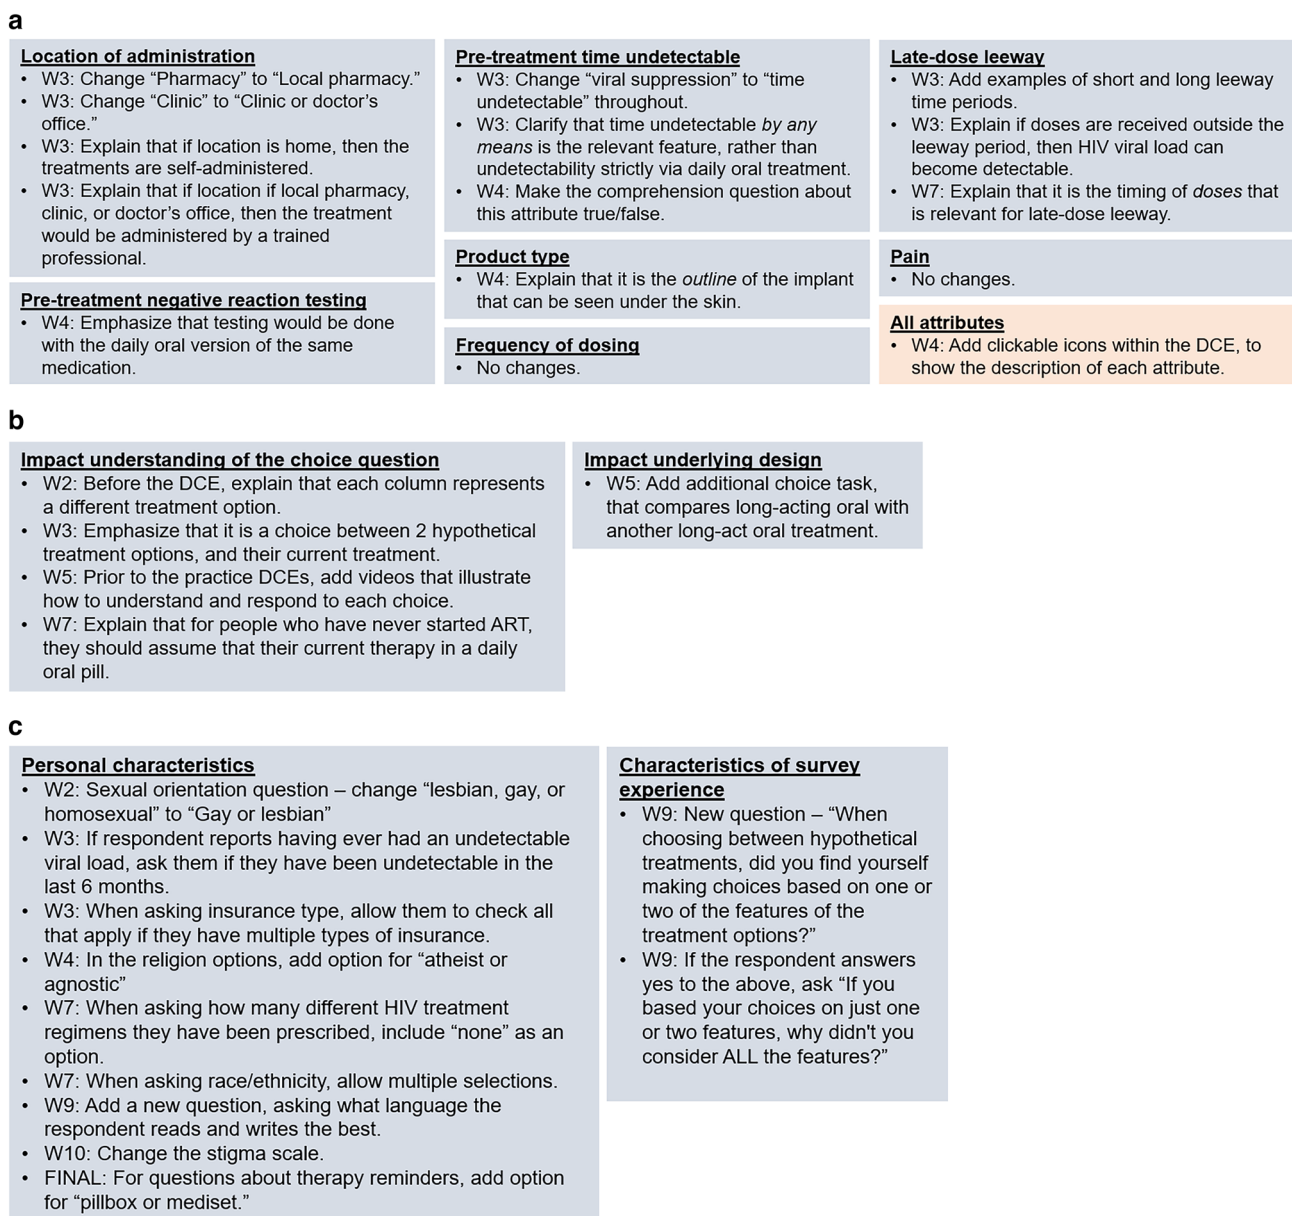 a
Location of administration
• W3: Change “Pharmacy” to “Local pharmacy.”
• W3: Change “Clinic” to “Clinic or doctor’s
office.”
• W3: Explain that if location is home, then the
treatments are self-administered.
• W3: Explain that if location if local pharmacy,
clinic, or doctor’s office, then the treatment
would be administered by a trained
professional.
Pre-treatment negative reaction testing
• W4: Emphasize that testing would be done
with the daily oral version of the same
medication.
Pre-treatment time undetectable
• W3: Change “viral suppression” to “time
undetectable” throughout.
• W3: Clarify that time undetectable by any
means is the relevant feature, rather than
undetectability strictly via daily oral treatment.
• W4: Make the comprehension question about
this attribute true/false.
Product type
• W4: Explain that it is the outline of the implant
that can be seen under the skin.
Frequency of dosing
• No changes.
Late-dose leeway
• W3: Add examples of short and long leeway
time periods.
• W3: Explain if doses are received outside the
leeway period, then HIV viral load can
become detectable.
• W7: Explain that it is the timing of doses that
is relevant for late-dose leeway.
Pain
• No changes.
All attributes
• W4: Add clickable icons within the DCE, to
show the description of each attribute.
b
Impact understanding of the choice question
• W2: Before the DCE, explain that each column represents
a different treatment option.
• W3: Emphasize that it is a choice between 2 hypothetical
treatment options, and their current treatment.
• W5: Prior to the practice DCEs, add videos that illustrate
how to understand and respond to each choice.
• W7: Explain that for people who have never started ART,
they should assume that their current therapy in a daily
oral pill.
Impact underlying design
• W5: Add additional choice task,
that compares long-acting oral with
another long-act oral treatment.
c
Personal characteristics
• W2: Sexual orientation question – change “lesbian, gay, or
homosexual” to “Gay or lesbian”
• W3: If respondent reports having ever had an undetectable
viral load, ask them if they have been undetectable in the
last 6 months.
• W3: When asking insurance type, allow them to check all
that apply if they have multiple types of insurance.
• W4: In the religion options, add option for “atheist or
agnostic”
• W7: When asking how many different HIV treatment
regimens they have been prescribed, include “none” as an
option.
• W7: When asking race/ethnicity, allow multiple selections.
• W9: Add a new question, asking what language the
respondent reads and writes the best.
• W10: Change the stigma scale.
• FINAL: For questions about therapy reminders, add option
for “pillbox or mediset.”
Characteristics of survey
experience
• W9: New question – “When
choosing between hypothetical
treatments, did you find yourself
making choices based on one or
two of the features of the
treatment options?”
• W9: If the respondent answers
yes to the above, ask “If you
based your choices on just one
or two features, why didn't you
consider ALL the features?”